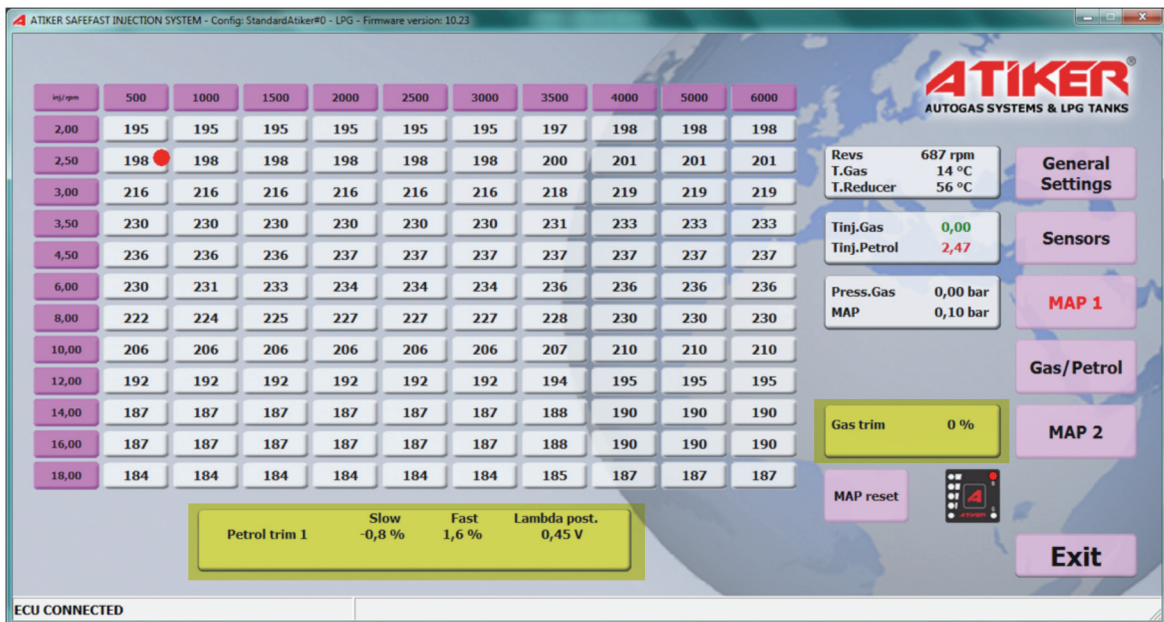 ATIKER SAFEFAST INJECTION SYSTEM - Config: StandardAtiker#0 - LPG - Firmware version: 10.23
ATIKER®
AUTOGAS SYSTEMS & LPG TANKS
inj/rpm 500 1000 1500 2000 2500 3000 3500 4000 5000 6000
2,00 195 195 195 195 195 195 197 198 198 198
2,50 198 198 198 198 198 198 200 201 201 201
3,00 216 216 216 216 216 216 218 219 219 219
3,50 230 230 230 230 230 230 231 233 233 233
4,50 236 236 236 237 237 237 237 237 237 237
6,00 230 231 233 234 234 234 236 236 236 236
8,00 222 224 225 227 227 227 228 230 230 230
10,00 206 206 206 206 206 206 207 210 210 210
12,00 192 192 192 192 192 192 194 195 195 195
14,00 187 187 187 187 187 187 188 190 190 190
16,00 187 187 187 187 187 187 188 190 190 190
18,00 184 184 184 184 184 184 185 187 187 187
Revs 687 rpm
T.Gas 14 °C
T.Reducer 56 °C
Tinj.Gas 0,00
Tinj.Petrol 2,47
Press.Gas 0,00 bar
MAP 0,10 bar
Gas trim 0 %
MAP reset
General
Settings
Sensors
MAP 1
Gas/Petrol
MAP 2
Exit
Slow Fast Lambda post.
Petrol trim 1 -0,8 % 1,6 % 0,45 V
ECU CONNECTED